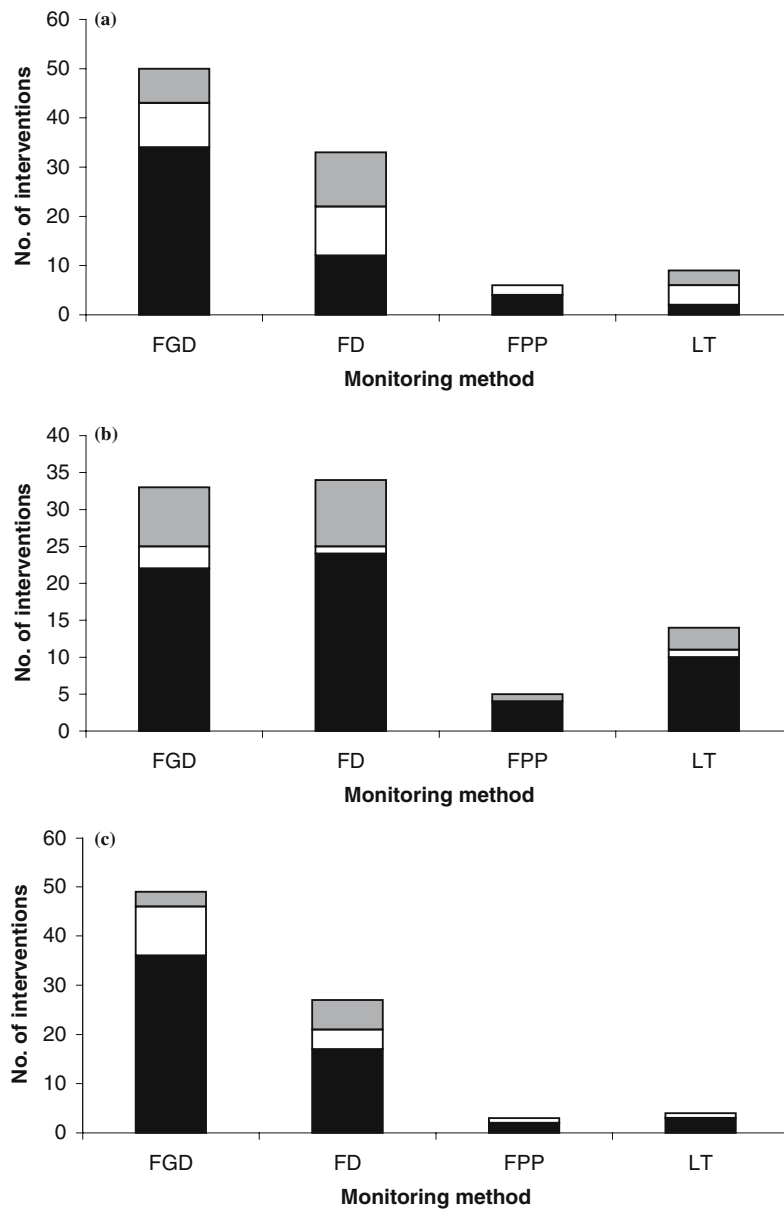 (a)
60
50
40
30
20
10
0
No. of interventions
FGD FD FPP LT
Monitoring method
(b)
40
35
30
25
20
15
10
5
0
No. of interventions
FGD FD FPP LT
Monitoring method
(c)
60
50
40
30
20
10
0
No. of interventions
FGD FD FPP LT
Monitoring method